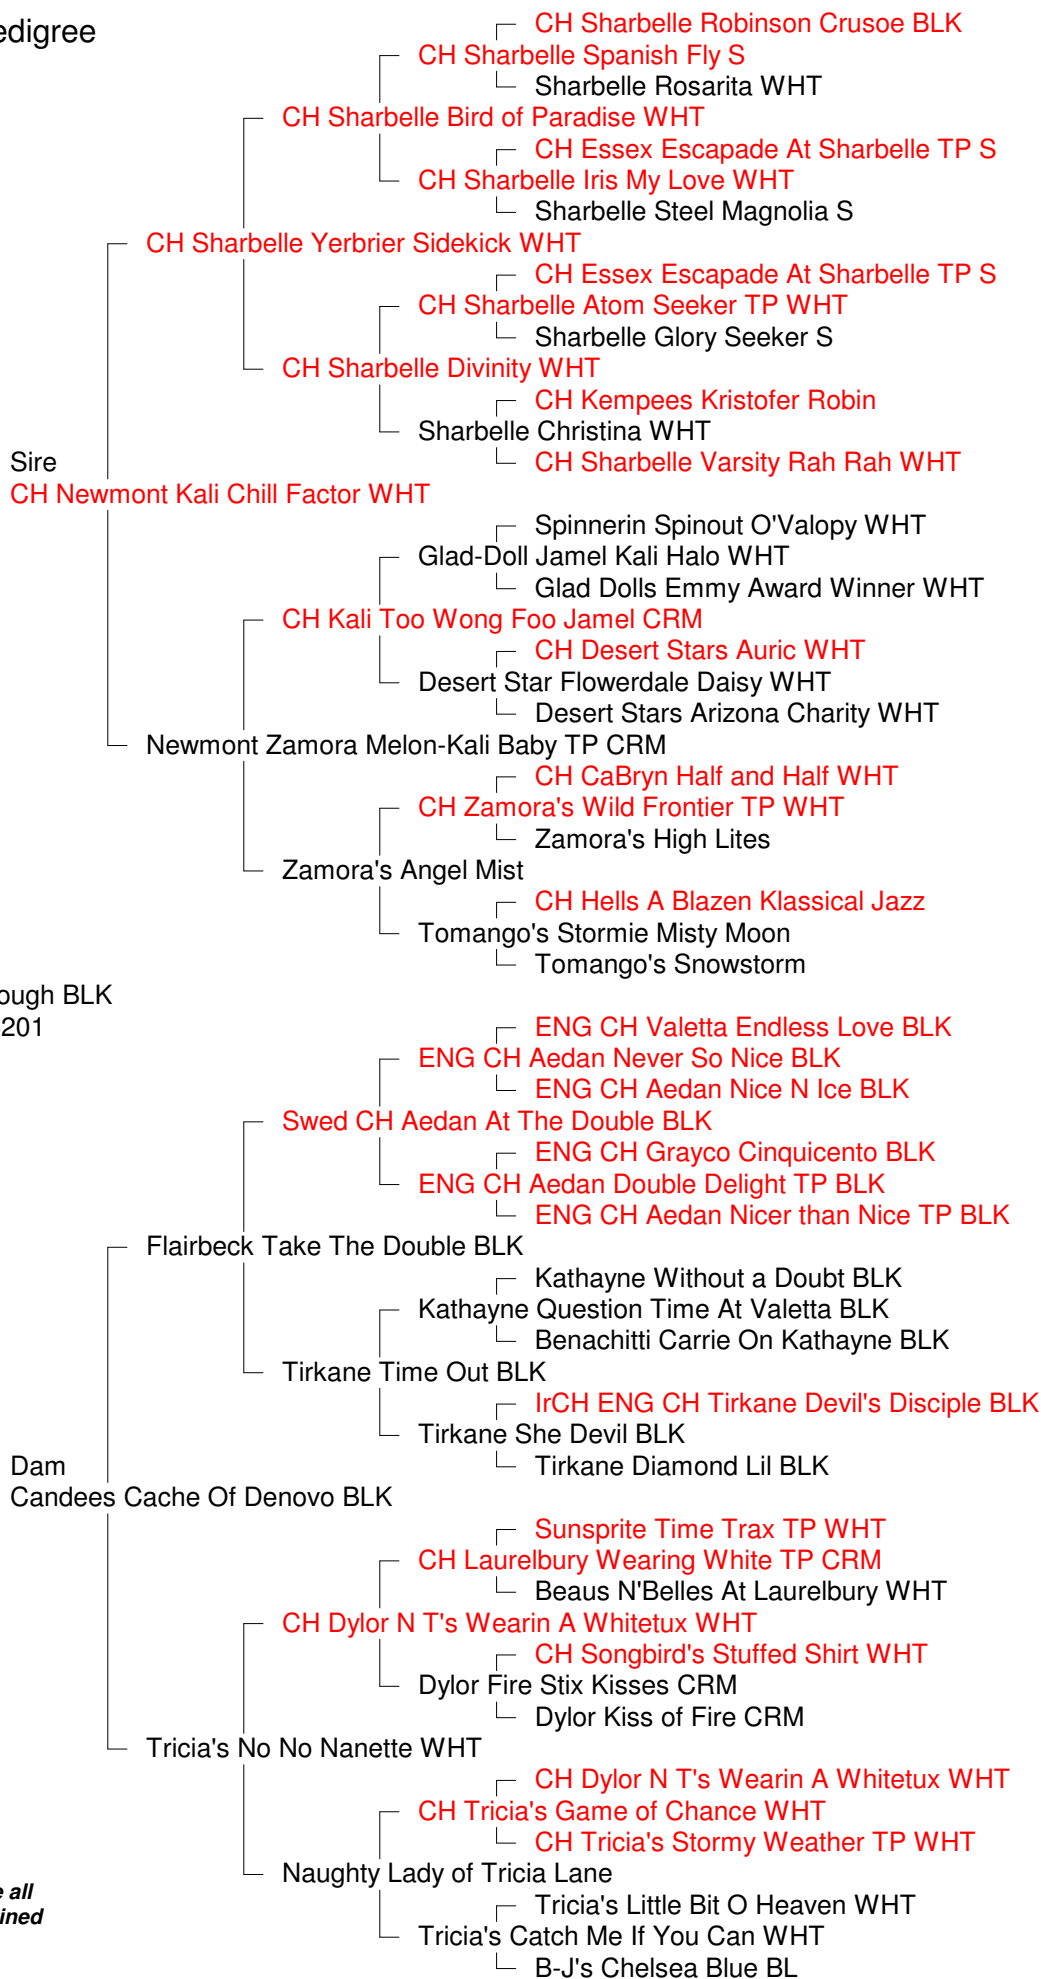 edigree
CH Sharbelle Robinson Crusoe BLK
CH Sharbelle Spanish Fly S
Sharbelle Rosarita WHT
CH Sharbelle Bird of Paradise WHT
CH Essex Escapade At Sharbelle TP S
CH Sharbelle Iris My Love WHT
Sharbelle Steel Magnolia S
CH Sharbelle Yerbrier Sidekick WHT
CH Essex Escapade At Sharbelle TP S
CH Sharbelle Atom Seeker TP WHT
Sharbelle Glory Seeker S
CH Sharbelle Divinity WHT
CH Kempees Kristofer Robin
Sharbelle Christina WHT
CH Sharbelle Varsity Rah Rah WHT
Sire
CH Newmont Kali Chill Factor WHT
Spinnerin Spinout O'Valopy WHT
Glad-Doll Jamel Kali Halo WHT
Glad Dolls Emmy Award Winner WHT
CH Kali Too Wong Foo Jamel CRM
CH Desert Stars Auric WHT
Desert Star Flowerdale Daisy WHT
Desert Stars Arizona Charity WHT
Newmont Zamora Melon-Kali Baby TP CRM
CH CaBryn Half and Half WHT
CH Zamora's Wild Frontier TP WHT
Zamora's High Lites
Zamora's Angel Mist
CH Hells A Blazen Klassical Jazz
Tomango's Stormie Misty Moon
Tomango's Snowstorm
ough BLK
201
ENG CH Valetta Endless Love BLK
ENG CH Aedan Never So Nice BLK
ENG CH Aedan Nice N Ice BLK
Swed CH Aedan At The Double BLK
ENG CH Grayco Cinquicento BLK
ENG CH Aedan Double Delight TP BLK
ENG CH Aedan Nicer than Nice TP BLK
Flairbeck Take The Double BLK
Kathayne Without a Doubt BLK
Kathayne Question Time At Valetta BLK
Benachitti Carrie On Kathayne BLK
Tirkane Time Out BLK
IrCH ENG CH Tirkane Devil's Disciple BLK
Tirkane She Devil BLK
Tirkane Diamond Lil BLK
Dam
Candees Cache Of Denovo BLK
Sunsprite Time Trax TP WHT
CH Laurelbury Wearing White TP CRM
Beaus N'Belles At Laurelbury WHT
CH Dylor N T's Wearin A Whitetux WHT
CH Songbird's Stuffed Shirt WHT
Dylor Fire Stix Kisses CRM
Dylor Kiss of Fire CRM
Tricia's No No Nanette WHT
CH Dylor N T's Wearin A Whitetux WHT
CH Tricia's Game of Chance WHT
CH Tricia's Stormy Weather TP WHT
Naughty Lady of Tricia Lane
Tricia's Little Bit O Heaven WHT
Tricia's Catch Me If You Can WHT
B-J's Chelsea Blue BL
e all
ined